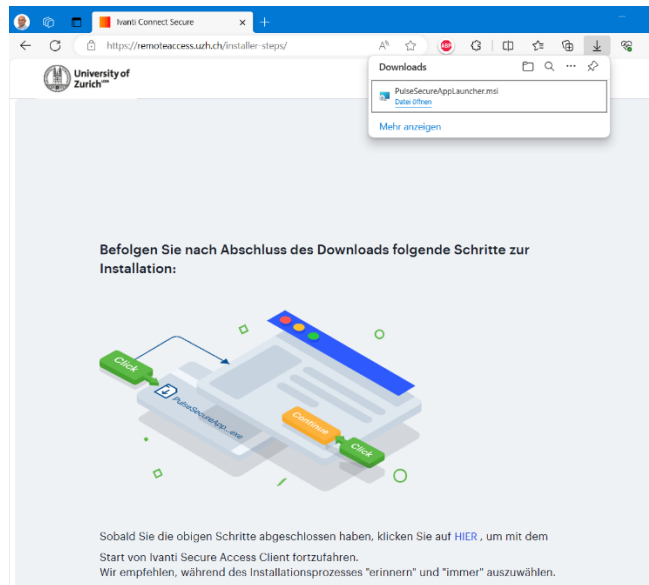 Ivanti Connect Secure
https://remoteaccess.uzh.ch/installer-steps/
University of
Zurich
Downloads
PulseSecureAppLauncher.msi
Datei öffnen
Mehr anzeigen
Befolgen Sie nach Abschluss des Downloads folgende Schritte zur
Installation:
Click
PulseSecureApp...exe
Continue
Click
Sobald Sie die obigen Schritte abgeschlossen haben, klicken Sie auf HIER , um mit dem
Start von Ivanti Secure Access Client fortzufahren.
Wir empfehlen, während des Installationsprozesses "erinnern" und "immer" auszuwählen.